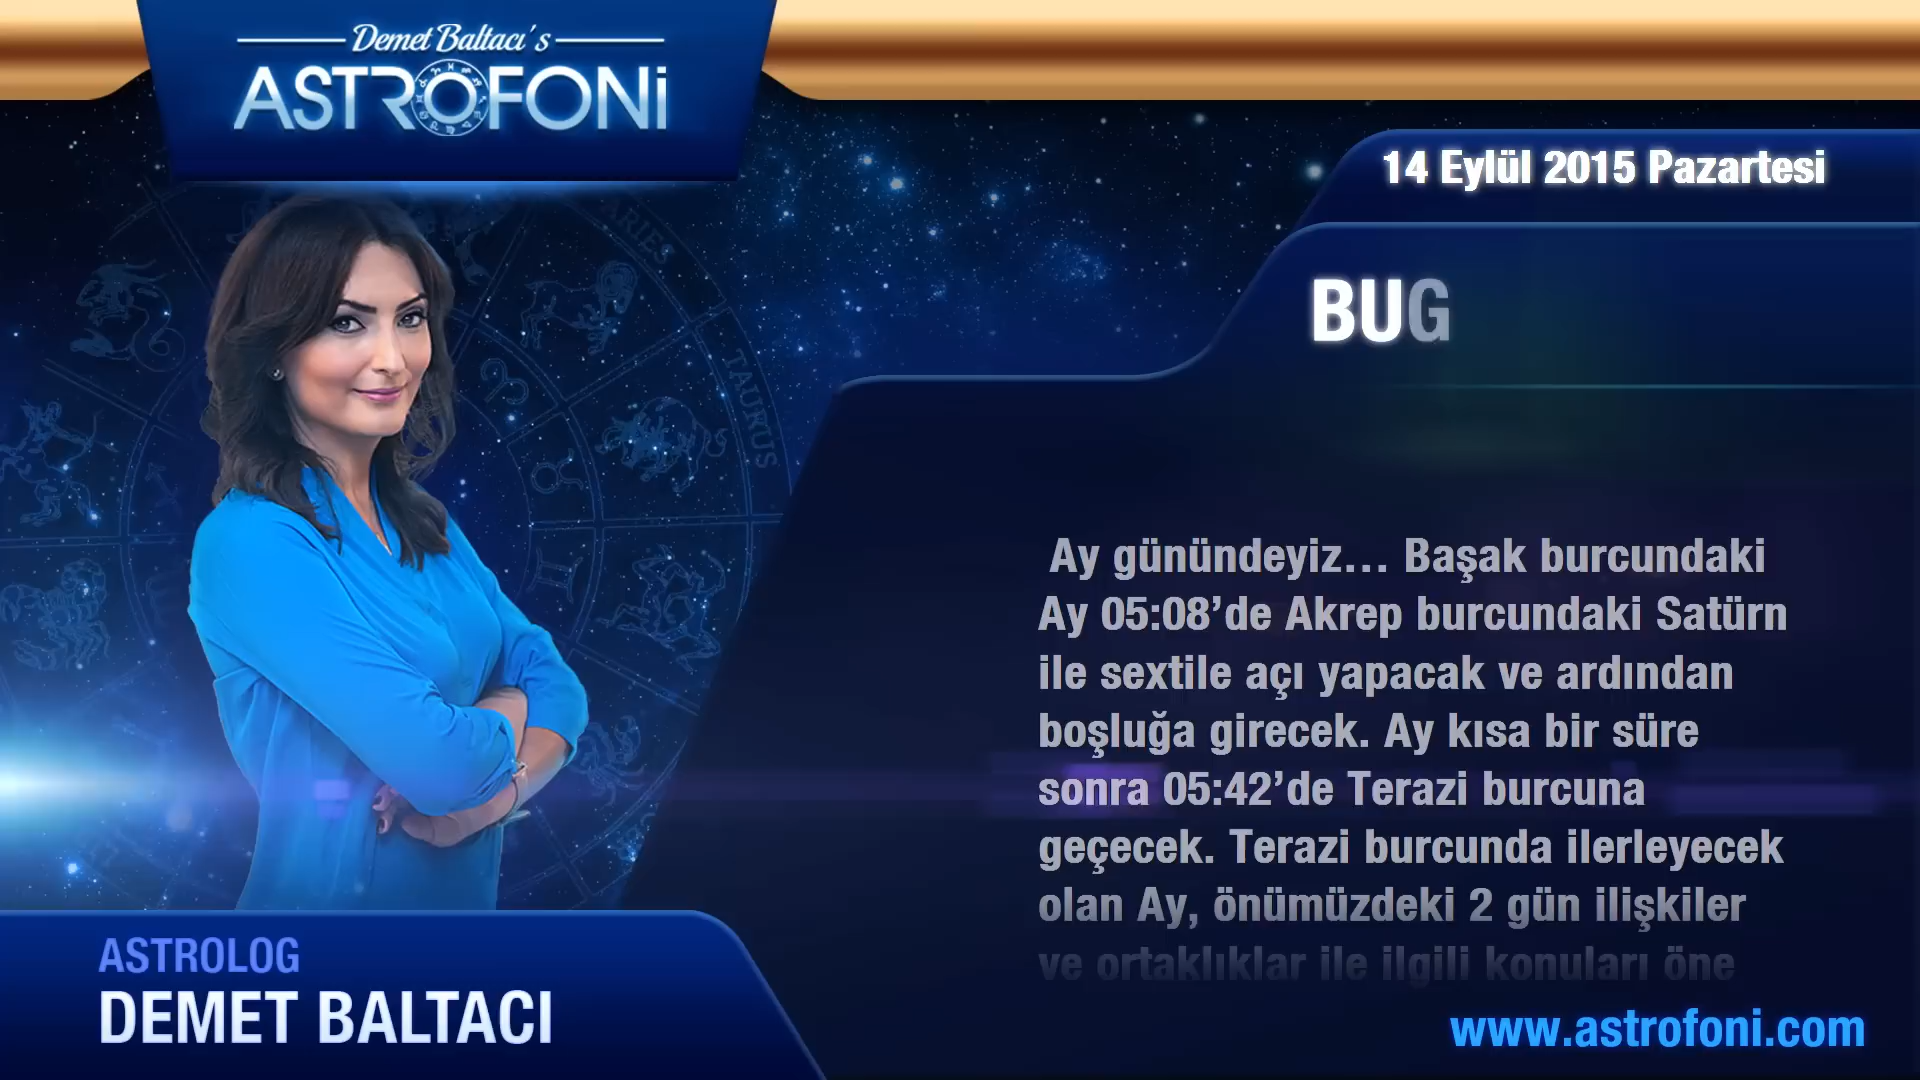 Demet Baltacı's
ASTROFONİ
14 Eylül 2015 Pazartesi
BUG
ARIES
TAURUS
Ay günündeyiz… Başak burcundaki
Ay 05:08’de Akrep burcundaki Satürn
ile sextile açı yapacak ve ardından
boşluğa girecek. Ay kısa bir süre
sonra 05:42’de Terazi burcuna
geçecek. Terazi burcunda ilerleyecek
olan Ay, önümüzdeki 2 gün ilişkiler
ve ortaklıklar ile ilgili konuları öne
ASTROLOG
DEMET BALTACI
www.astrofoni.com